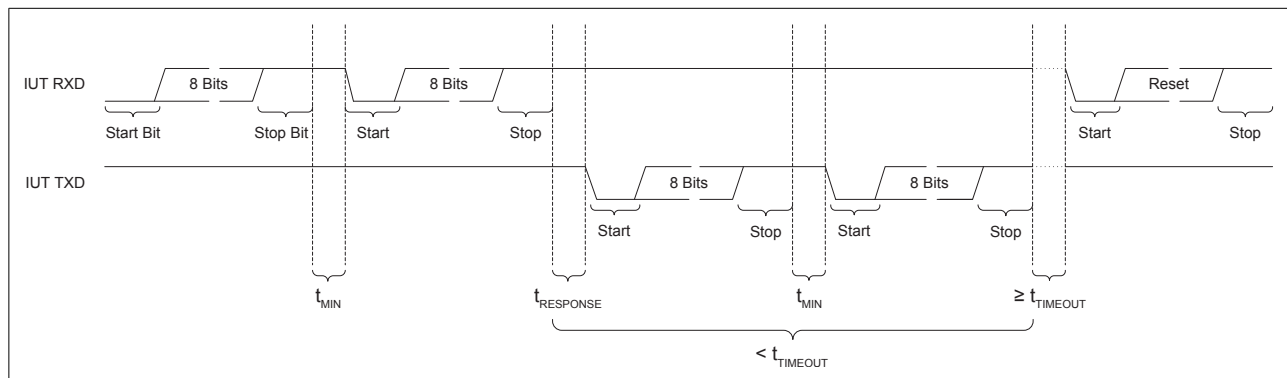 IUT RXD
8 Bits
8 Bits
Reset
Start Bit
Stop Bit
Start
Stop
Start
Stop
IUT TXD
8 Bits
8 Bits
Start
Stop
Start
Stop
tMIN
tRESPONSE
tMIN
≥ tTIMEOUT
< tTIMEOUT